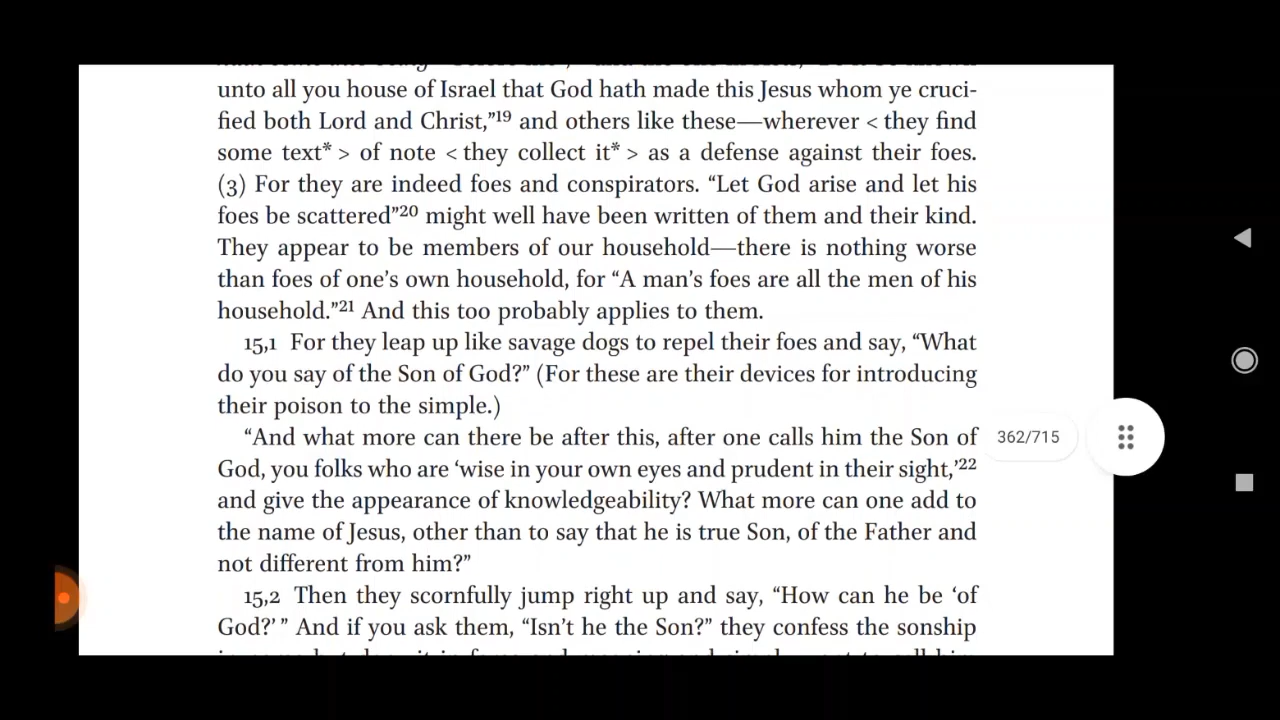 unto all you house of Israel that God hath made this Jesus whom ye cruci-
fied both Lord and Christ,”¹⁹ and others like these—wherever < they find
some text* > of note < they collect it* > as a defense against their foes.
(3) For they are indeed foes and conspirators. “Let God arise and let his
foes be scattered”²⁰ might well have been written of them and their kind.
They appear to be members of our household—there is nothing worse
than foes of one’s own household, for “A man’s foes are all the men of his
household.”²¹ And this too probably applies to them.
15,1 For they leap up like savage dogs to repel their foes and say, “What
do you say of the Son of God?” (For these are their devices for introducing
their poison to the simple.)
“And what more can there be after this, after one calls him the Son of
God, you folks who are ‘wise in your own eyes and prudent in their sight,’²²
and give the appearance of knowledgeability? What more can one add to
the name of Jesus, other than to say that he is true Son, of the Father and
not different from him?”
15,2 Then they scornfully jump right up and say, “How can he be ‘of
God?’ ” And if you ask them, “Isn’t he the Son?” they confess the sonship
362/715